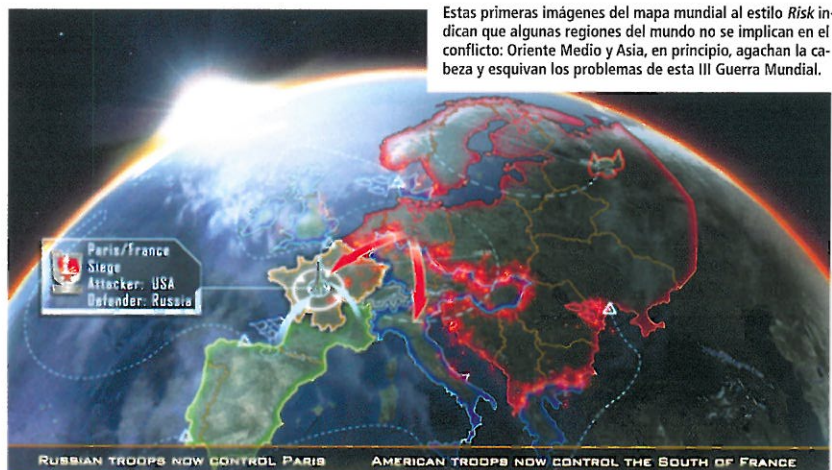 Estas primeras imágenes del mapa mundial al estilo Risk in-
dican que algunas regiones del mundo no se implican en el
conflicto: Oriente Medio y Asia, en principio, agachan la ca-
beza y esquivan los problemas de esta III Guerra Mundial.
Paris/France
Siege
Attacker: USA
Defender: Russia
RUSSIAN TROOPS NOW CONTROL PARIS
AMERICAN TROOPS NOW CONTROL THE SOUTH OF FRANCE